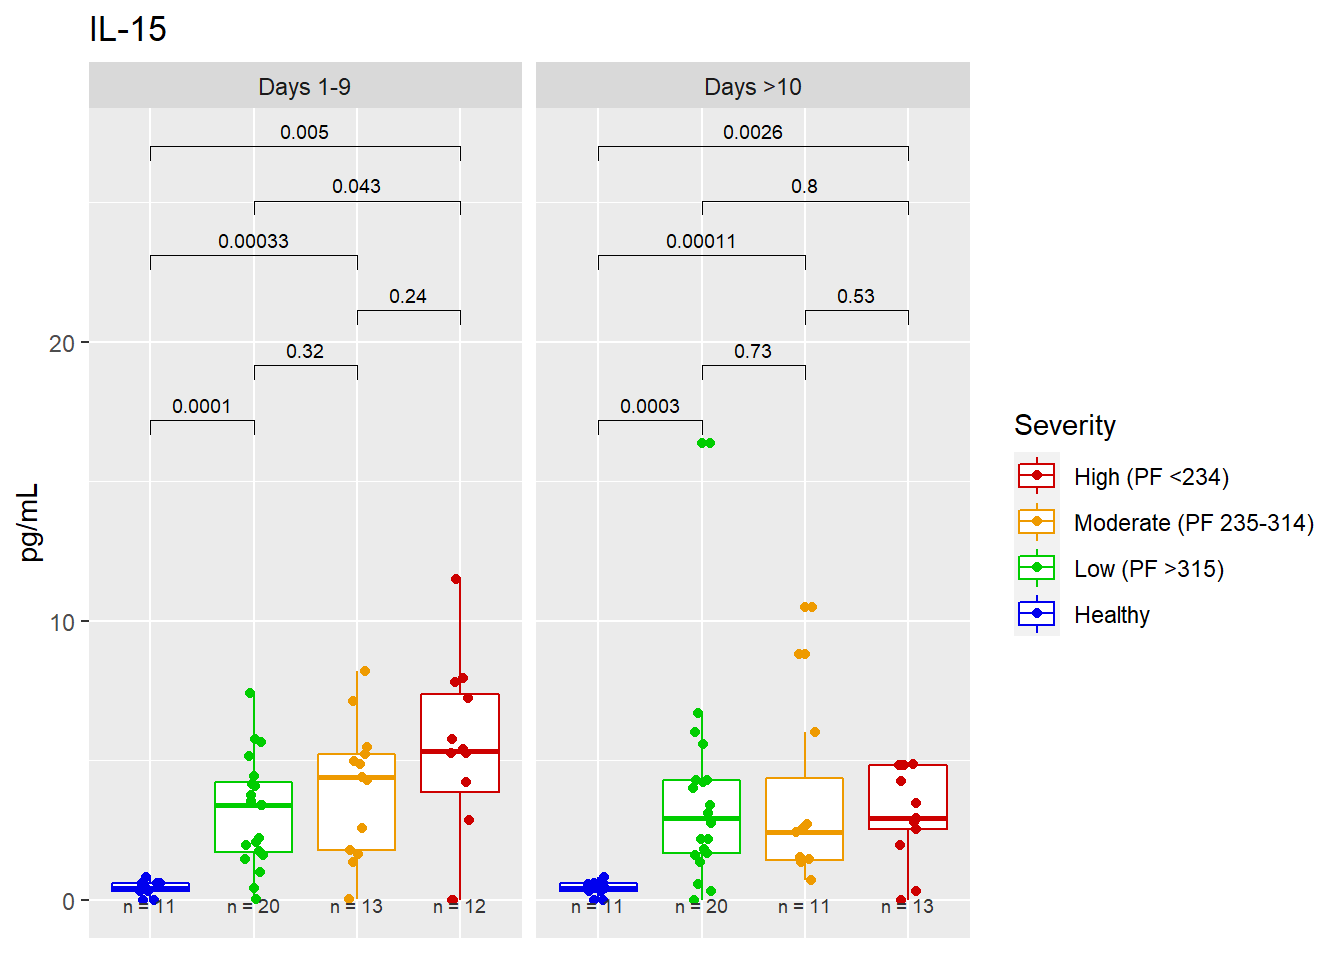 IL-15
Days 1-9
Days >10
0.005
0.0026
0.043
0.8
0.00033
0.00011
0.24
0.53
0.32
0.73
0.0001
0.0003
20
10
0
pg/mL
n = 11
n = 20
n = 13
n = 12
n = 11
n = 20
n = 11
n = 13
Severity
High (PF <234)
Moderate (PF 235-314)
Low (PF >315)
Healthy